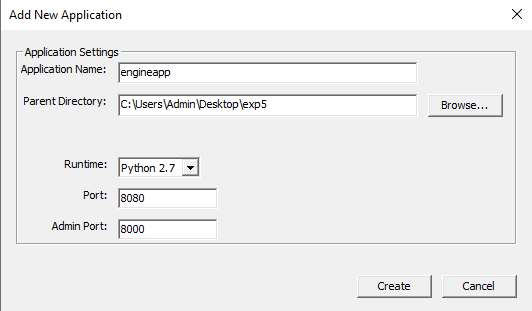 Add New Application
Application Settings
Application Name: engineapp
Parent Directory: C:\Users\Admin\Desktop\exp5 Browse...
Runtime: Python 2.7
Port: 8080
Admin Port: 8000
Create Cancel